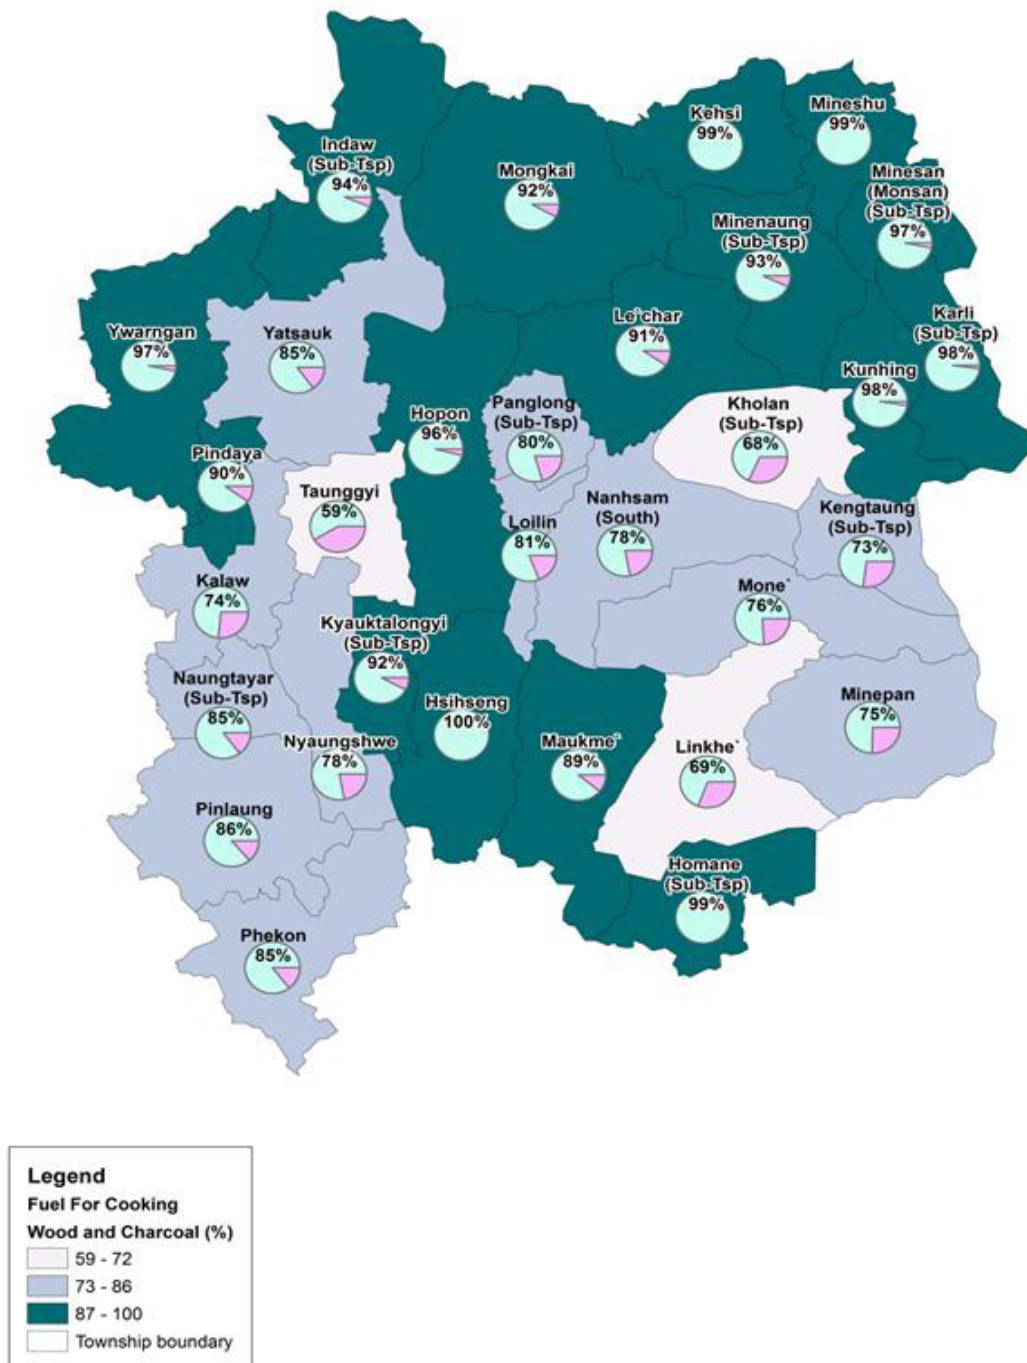 Kehsi
99%
Mineshu
99%
Indaw
(Sub-Tsp)
94%
Mongkai
92%
Minesan
(Monsan)
(Sub-Tsp)
97%
Minenaung
(Sub-Tsp)
93%
Ywarngan
97%
Yatsauk
85%
Le`char
91%
Karli
(Sub-Tsp)
98%
Kunhing
98%
Hopon
96%
Panglong
(Sub-Tsp)
80%
Kholan
(Sub-Tsp)
68%
Pindaya
90%
Taunggyi
59%
Loilin
81%
Nanhsam
(South)
78%
Kengtaung
(Sub-Tsp)
73%
Kalaw
74%
Mone`
76%
Kyauktalongyi
(Sub-Tsp)
92%
Naungtayar
(Sub-Tsp)
85%
Hsihseng
100%
Minepan
75%
Nyaungshwe
78%
Maukme`
89%
Linkhe`
69%
Pinlaung
86%
Homane
(Sub-Tsp)
99%
Phekon
85%
Legend
Fuel For Cooking
Wood and Charcoal (%)
59 - 72
73 - 86
87 - 100
Township boundary